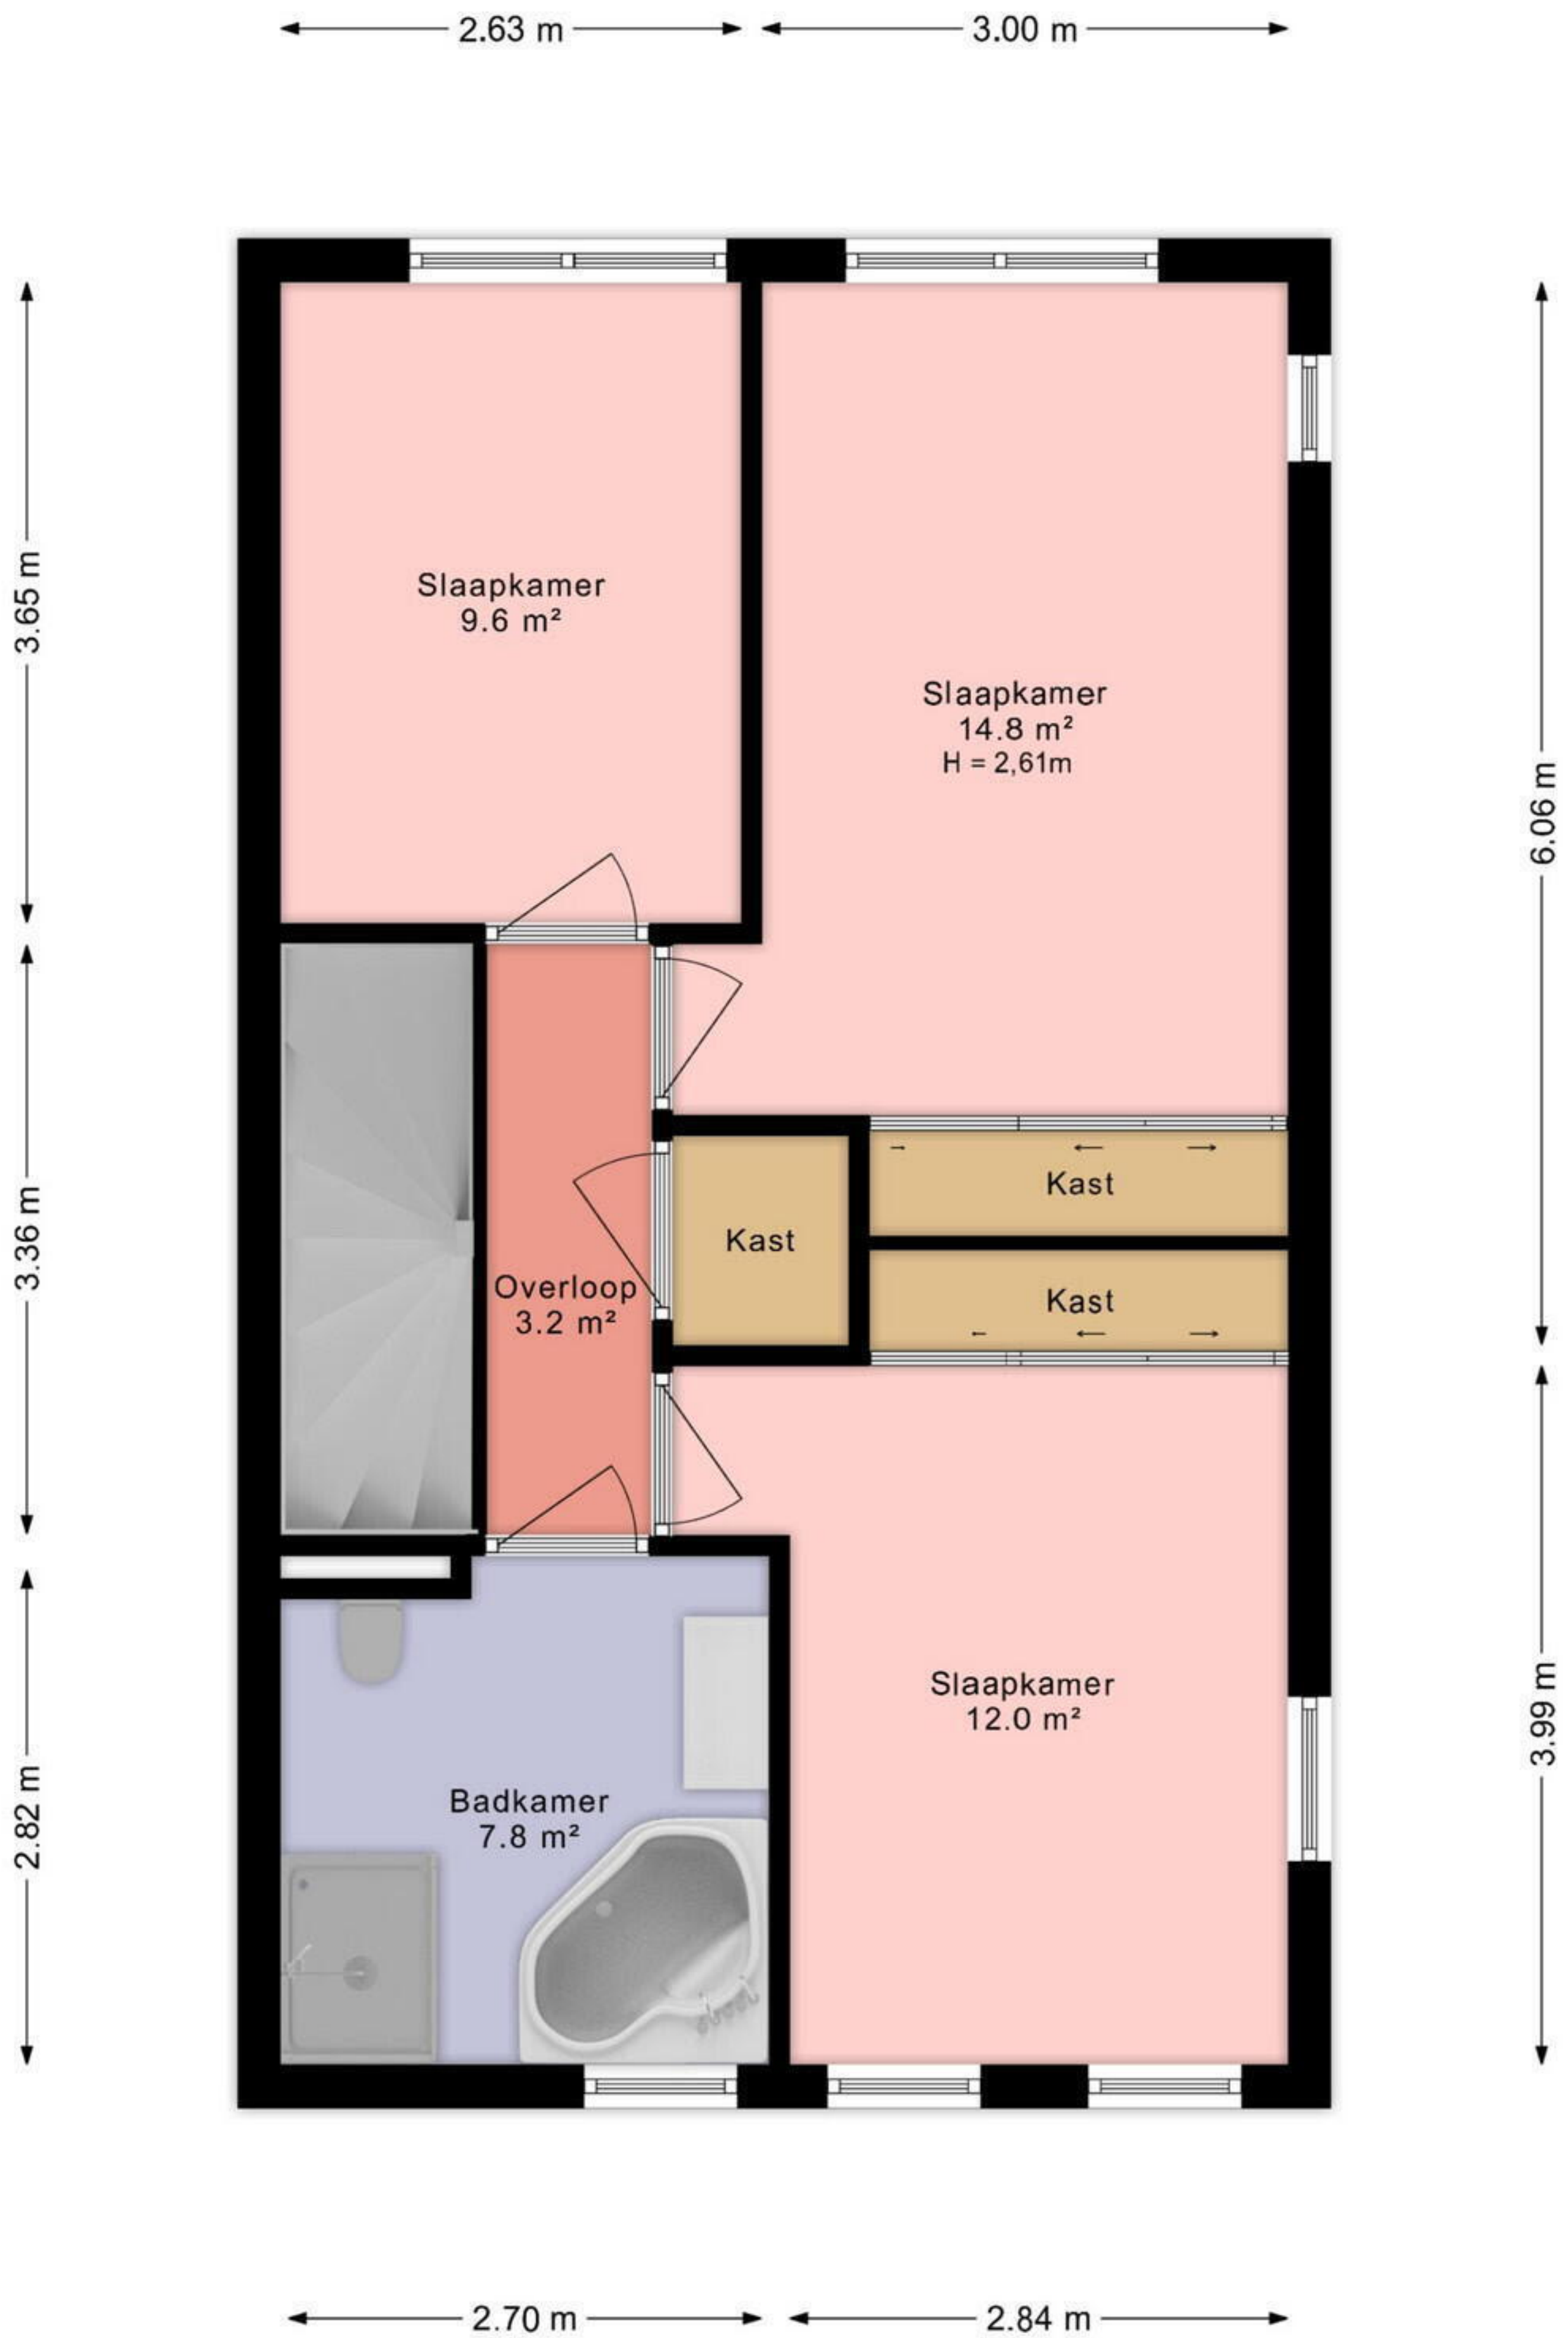 2.63 m
3.00 m
3.65 m
Slaapkamer
9.6 m²
Slaapkamer
14.8 m²
H = 2,61m
6.06 m
3.36 m
Kast
Kast
Kast
Overloop
3.2 m²
Slaapkamer
12.0 m²
3.99 m
Badkamer
7.8 m²
2.82 m
2.70 m
2.84 m